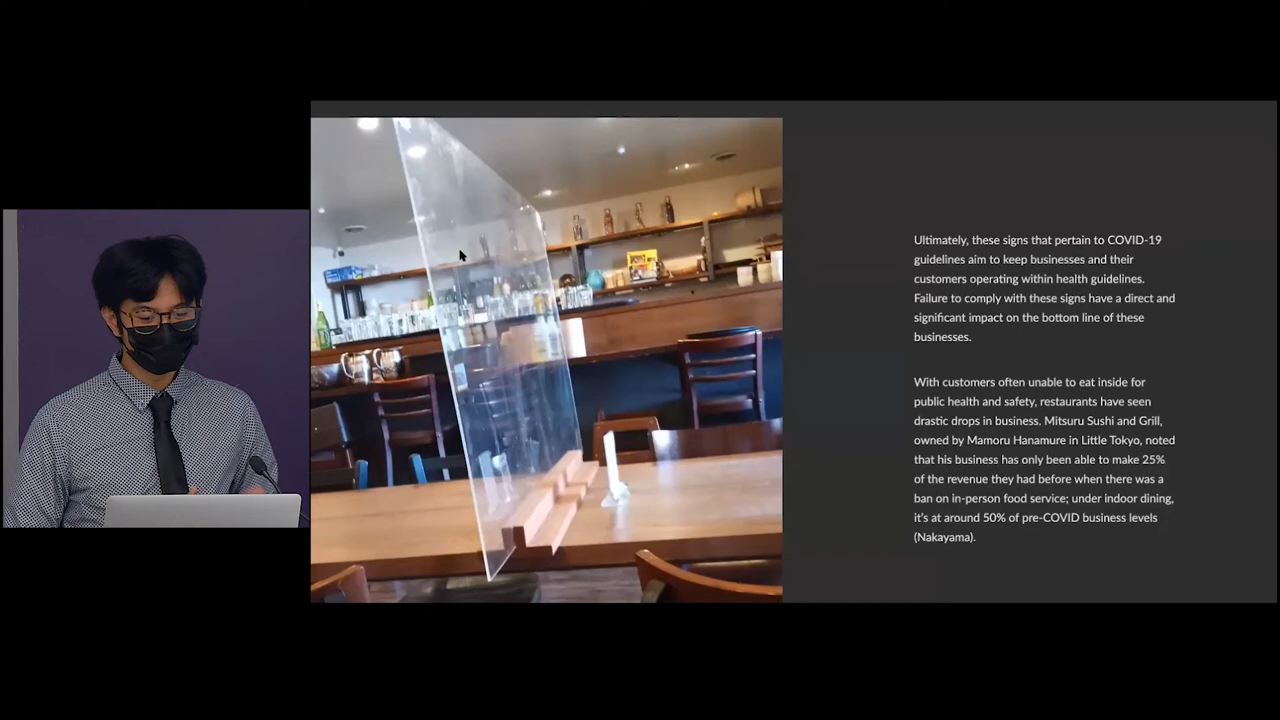 Ultimately, these signs that pertain to COVID-19
guidelines aim to keep businesses and their
customers operating within health guidelines.
Failure to comply with these signs have a direct and
significant impact on the bottom line of these
businesses.
With customers often unable to eat inside for
public health and safety, restaurants have seen
drastic drops in business. Mitsuru Sushi and Grill,
owned by Mamoru Hanamure in Little Tokyo, noted
that his business has only been able to make 25%
of the revenue they had before when there was a
ban on in-person food service; under indoor dining,
it's at around 50% of pre-COVID business levels
(Nakayama).